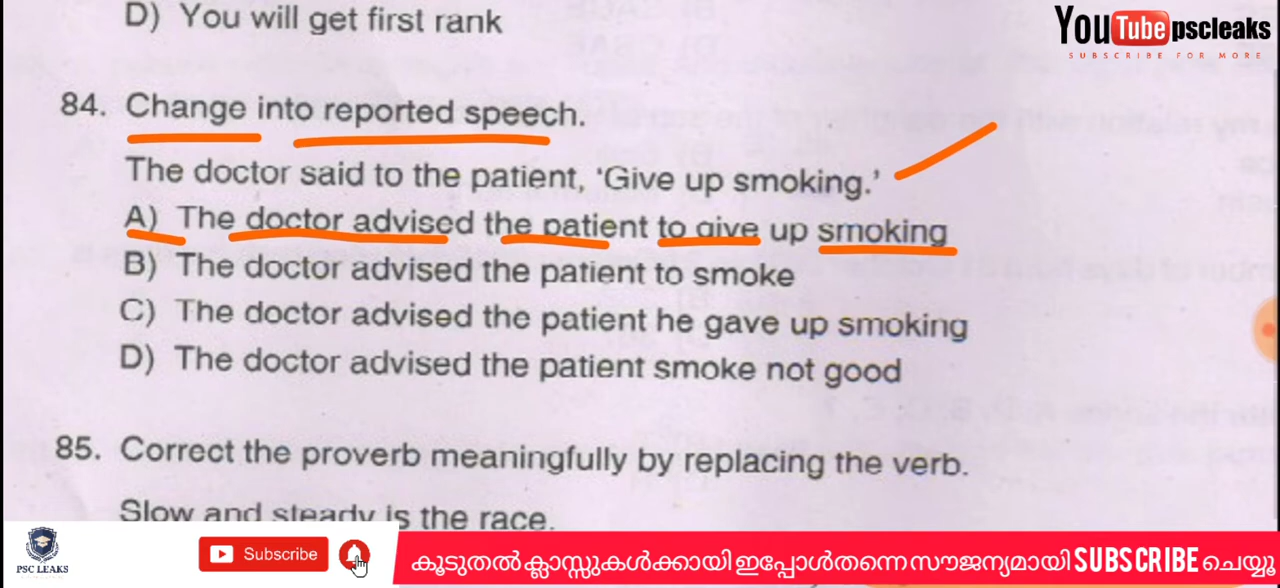 D) You will get first rank
YouTube pscleaks
SUBSCRIBE FOR MORE
84. Change into reported speech.
The doctor said to the patient, ‘Give up smoking.’
A) The doctor advised the patient to give up smoking
B) The doctor advised the patient to smoke
C) The doctor advised the patient he gave up smoking
D) The doctor advised the patient smoke not good
85. Correct the proverb meaningfully by replacing the verb.
Slow and steady is the race.
PSC LEAKS
Subscribe
കൂടുതൽ ക്ലാസ്സുകൾക്കായി ഇപ്പോൾതന്നെ സൗജന്യമായി SUBSCRIBE ചെയ്യൂ